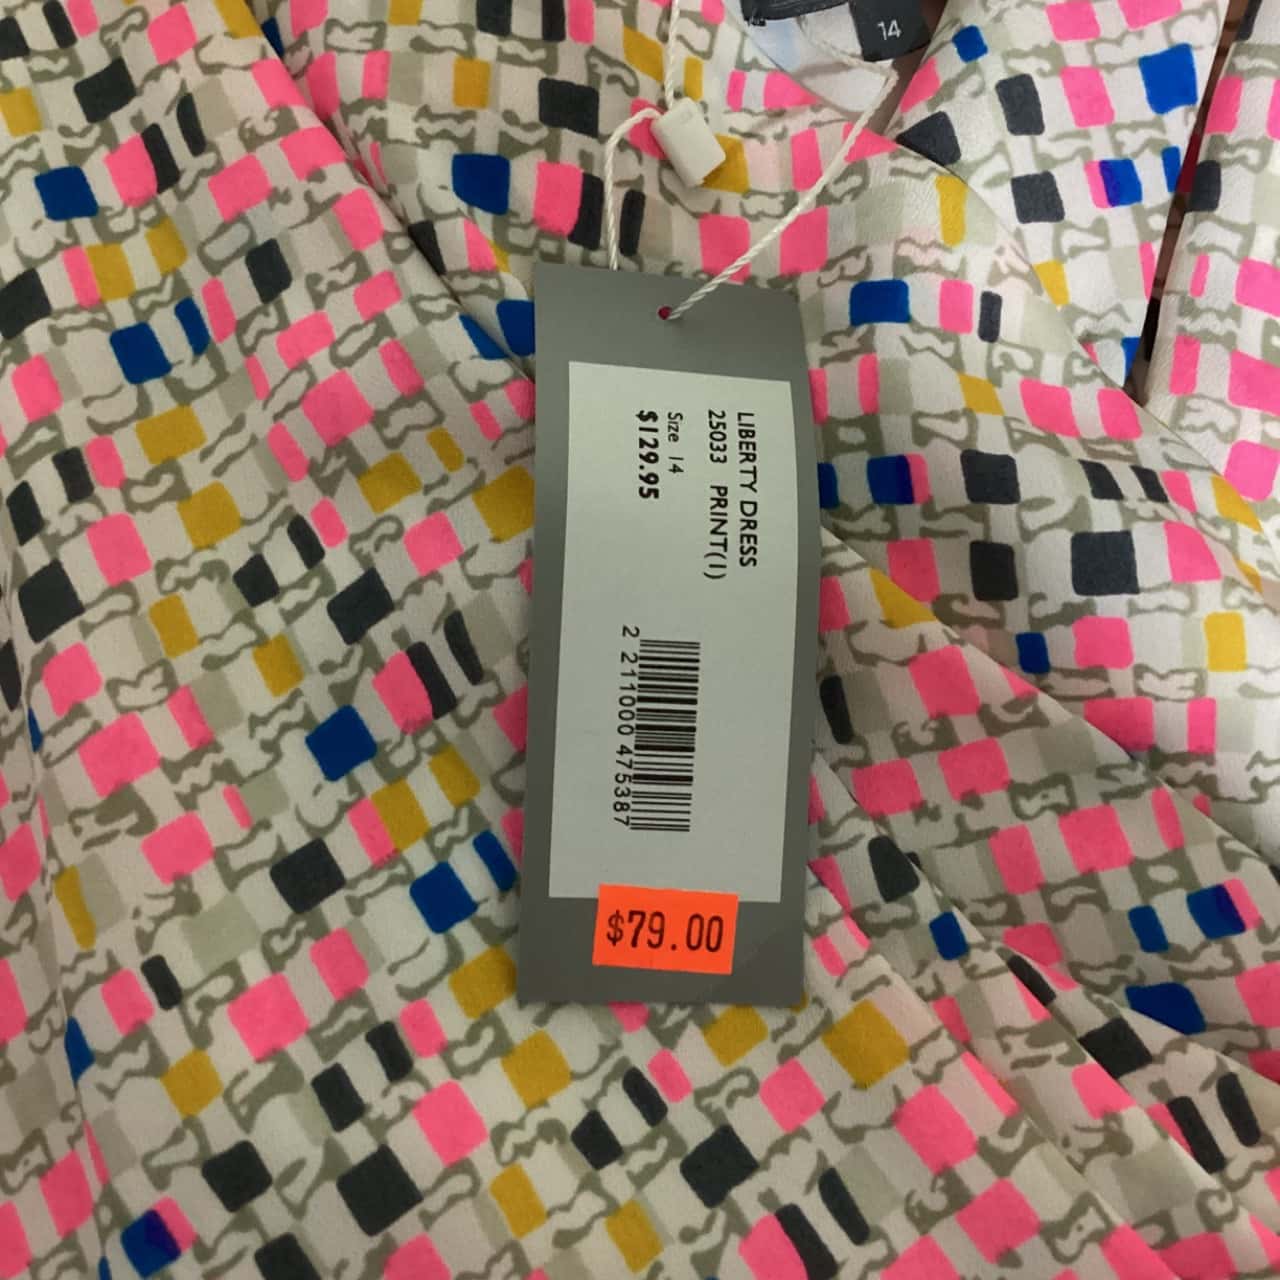 14
LIBERTY DRESS
25033 PRINT(1)
Size 14
$129.95
2 211000 475387
$79.00